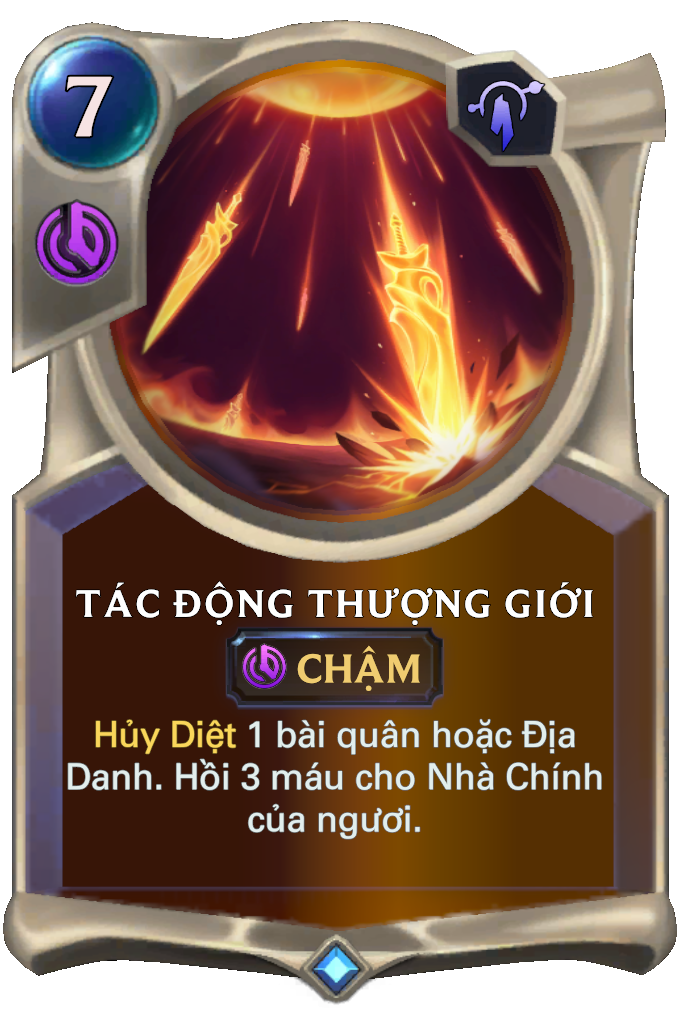 7
TÁC ĐỘNG THƯỢNG GIỚI
CHẬM
Hủy Diệt 1 bài quân hoặc Địa
Danh. Hồi 3 máu cho Nhà Chính
của ngươi.